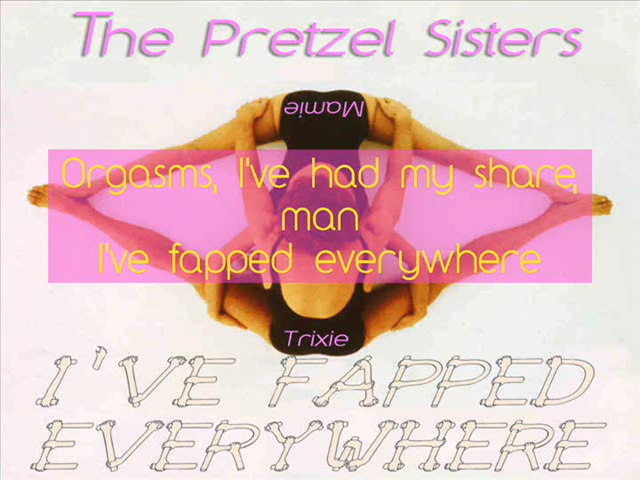 The Pretzel Sisters
Mamie
Orgasms, I've had my share,
man
I've fapped everywhere
Trixie
I'VE FAPPED
EVERYWHERE